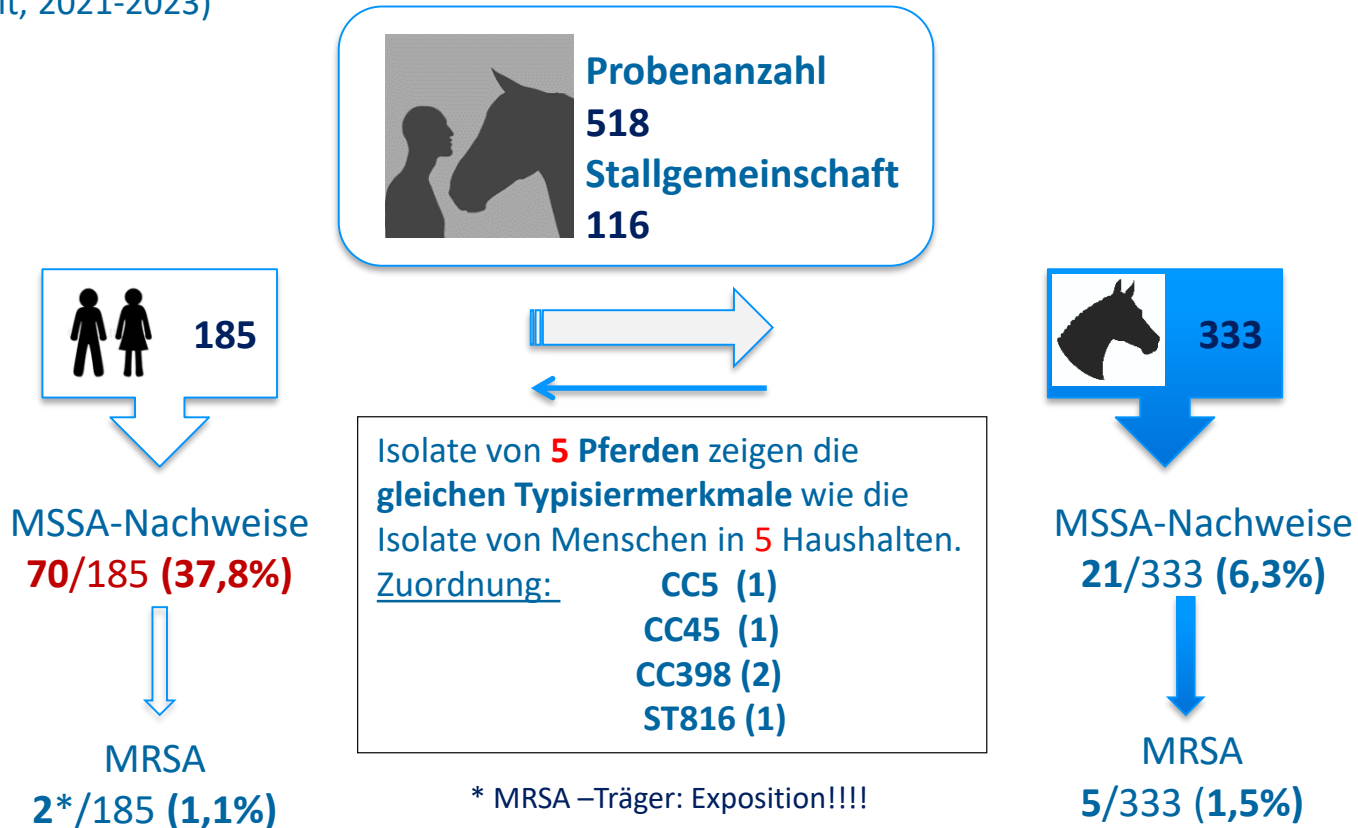 lt, 2021-2023)
Probenanzahl
518
Stallgemeinschaft
116
185
333
MSSA-Nachweise
70/185 (37,8%)
MRSA
2*/185 (1,1%)
Isolate von 5 Pferden zeigen die
gleichen Typisiermerkmale wie die
Isolate von Menschen in 5 Haushalten.
Zuordnung: CC5 (1)
CC45 (1)
CC398 (2)
ST816 (1)
* MRSA –Träger: Exposition!!!!
MSSA-Nachweise
21/333 (6,3%)
MRSA
5/333 (1,5%)